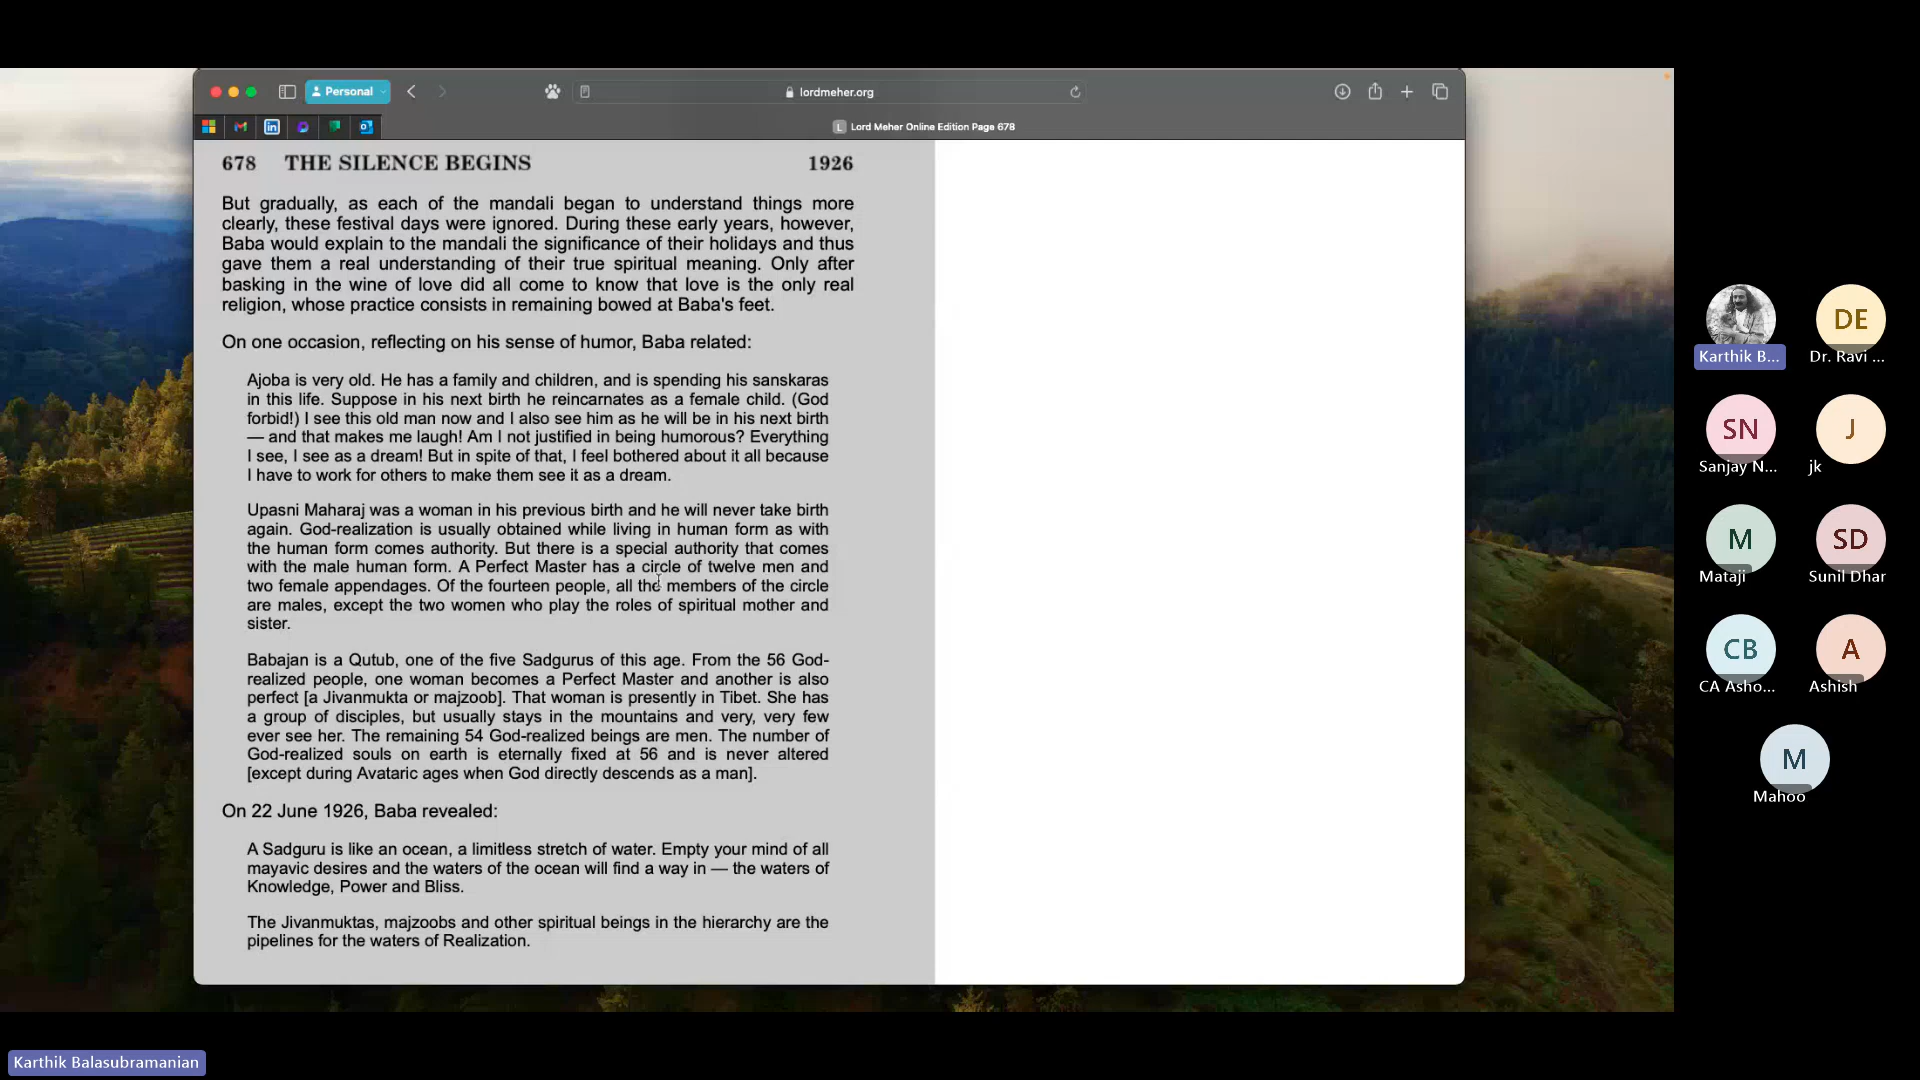 Personal
lordmeher.org
L Lord Meher Online Edition Page 678
678 THE SILENCE BEGINS 1926
But gradually, as each of the mandali began to understand things more
clearly, these festival days were ignored. During these early years, however,
Baba would explain to the mandali the significance of their holidays and thus
gave them a real understanding of their true spiritual meaning. Only after
basking in the wine of love did all come to know that love is the only real
religion, whose practice consists in remaining bowed at Baba's feet.
On one occasion, reflecting on his sense of humor, Baba related:
Ajoba is very old. He has a family and children, and is spending his sanskaras
in this life. Suppose in his next birth he reincarnates as a female child. (God
forbid!) I see this old man now and I also see him as he will be in his next birth
— and that makes me laugh! Am I not justified in being humorous? Everything
I see, I see as a dream! But in spite of that, I feel bothered about it all because
I have to work for others to make them see it as a dream.
Upasni Maharaj was a woman in his previous birth and he will never take birth
again. God-realization is usually obtained while living in human form as with
the human form comes authority. But there is a special authority that comes
with the male human form. A Perfect Master has a circle of twelve men and
two female appendages. Of the fourteen people, all the members of the circle
are males, except the two women who play the roles of spiritual mother and
sister.
Babajan is a Qutub, one of the five Sadgurus of this age. From the 56 God-
realized people, one woman becomes a Perfect Master and another is also
perfect [a Jivanmukta or majzoob]. That woman is presently in Tibet. She has
a group of disciples, but usually stays in the mountains and very, very few
ever see her. The remaining 54 God-realized beings are men. The number of
God-realized souls on earth is eternally fixed at 56 and is never altered
[except during Avataric ages when God directly descends as a man].
On 22 June 1926, Baba revealed:
A Sadguru is like an ocean, a limitless stretch of water. Empty your mind of all
mayavic desires and the waters of the ocean will find a way in — the waters of
Knowledge, Power and Bliss.
The Jivanmuktas, majzoobs and other spiritual beings in the hierarchy are the
pipelines for the waters of Realization.
Karthik B...
DE
Dr. Ravi ...
SN
Sanjay N...
J
jk
M
Mataji
SD
Sunil Dhar
CB
CA Asho...
A
Ashish
M
Mahoo
Karthik Balasubramanian